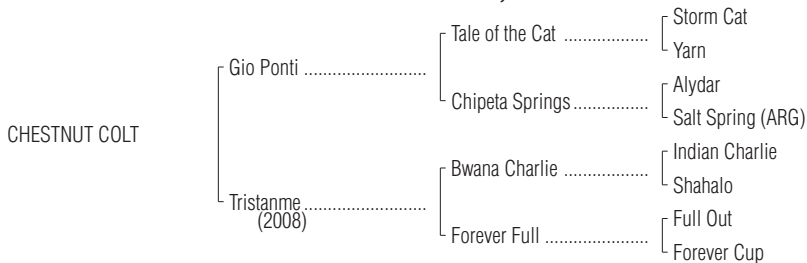 Storm Cat
Tale of the Cat ....................
Yarn
Gio Ponti ..........................
Alydar
Chipeta Springs ..................
Salt Spring (ARG)
CHESTNUT COLT
Indian Charlie
Bwana Charlie ....................
Shahalo
Tristanme ..........................
(2008)
Full Out
Forever Full ......................
Forever Cup